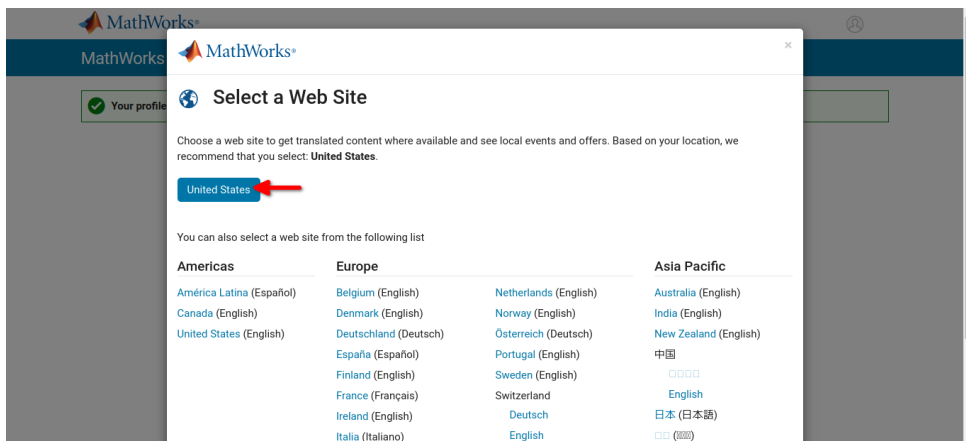 MathWorks®
MathWorks
Your profile
MathWorks®
×
Select a Web Site
Choose a web site to get translated content where available and see local events and offers. Based on your location, we
recommend that you select: United States.
United States
You can also select a web site from the following list
Americas
América Latina (Español)
Canada (English)
United States (English)
Europe
Belgium (English)
Denmark (English)
Deutschland (Deutsch)
España (Español)
Finland (English)
France (Français)
Ireland (English)
Italia (Italiano)
Netherlands (English)
Norway (English)
Österreich (Deutsch)
Portugal (English)
Sweden (English)
Switzerland
Deutsch
English
Asia Pacific
Australia (English)
India (English)
New Zealand (English)
中国
English
日本 (日本語)